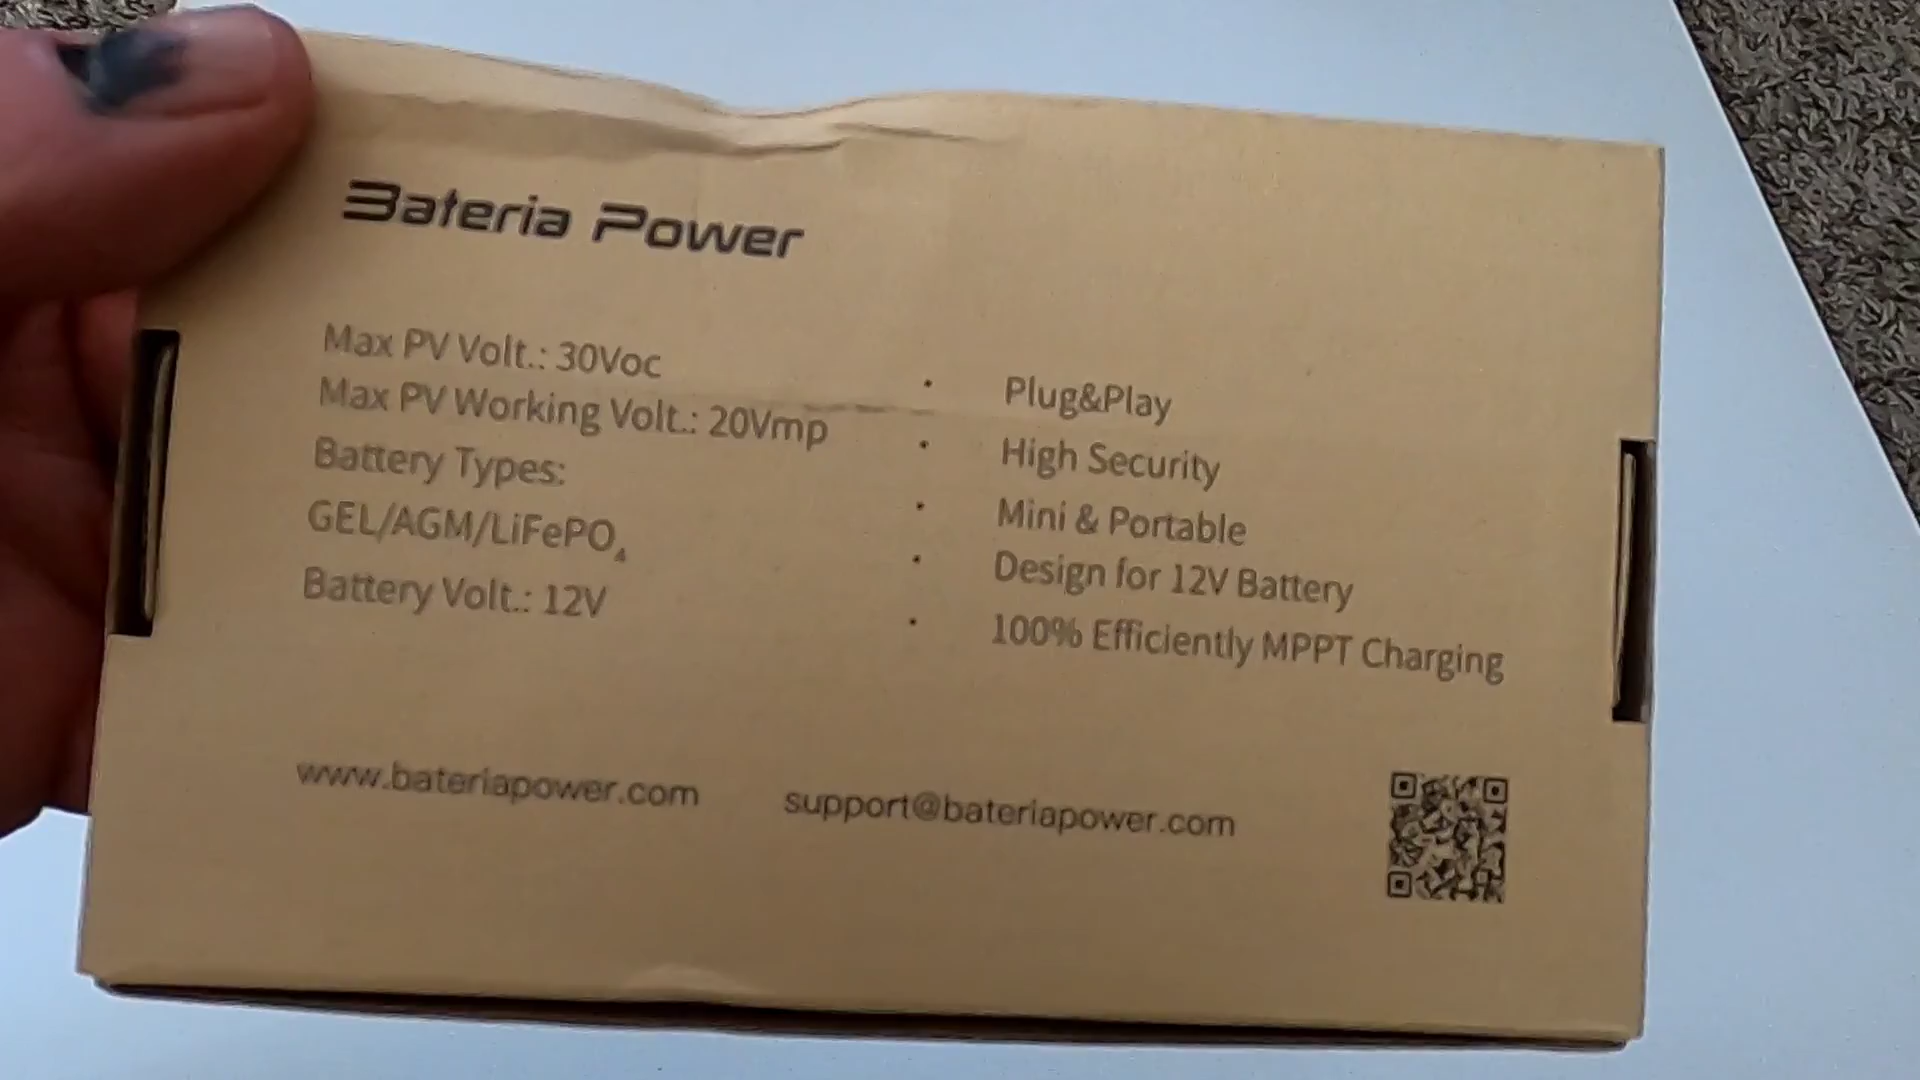 Bateria Power
Max PV Volt.: 30Voc
Max PV Working Volt.: 20Vmp
Battery Types:
GEL/AGM/LiFePO₄
Battery Volt.: 12V
· Plug&Play
· High Security
· Mini & Portable
· Design for 12V Battery
· 100% Efficiently MPPT Charging
www.bateriapower.com
support@bateriapower.com